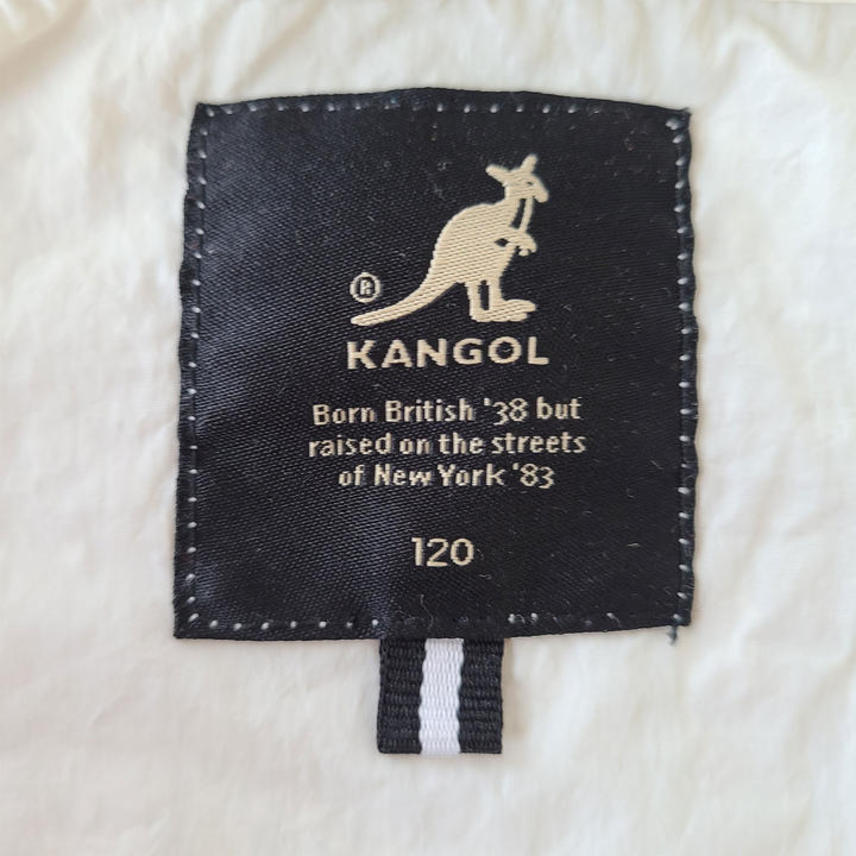 ®
KANGOL
Born British '38 but
raised on the streets
of New York '83
120